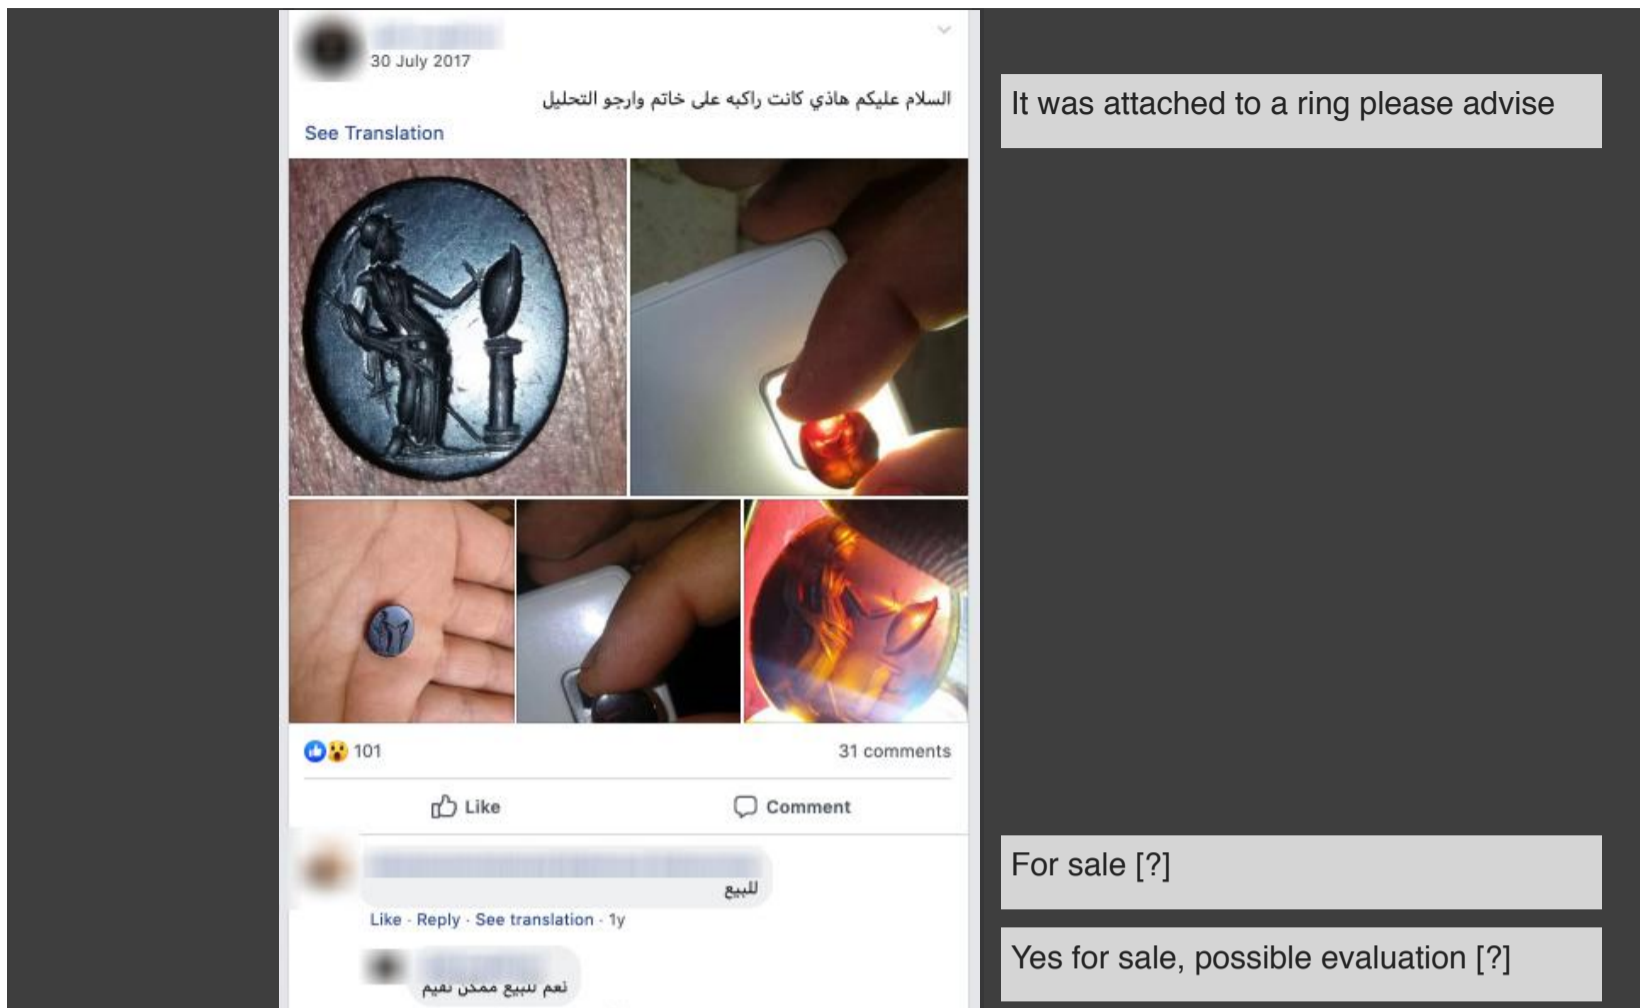 30 July 2017
السلام عليكم هاذي كانت راكبه على خاتم وارجو التحليل
See Translation
It was attached to a ring please advise
101
31 comments
Like
Comment
للبيع
Like · Reply · See translation · 1y
For sale [?]
نعم للبيع ممكن تقيم
Yes for sale, possible evaluation [?]